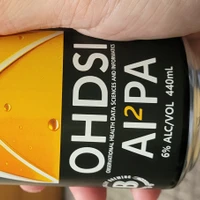 OHDSI
OBSERVATIONAL HEALTH DATA SCIENCES AND INFORMATICS
AI²PA
6% ALC/VOL 440mL
B